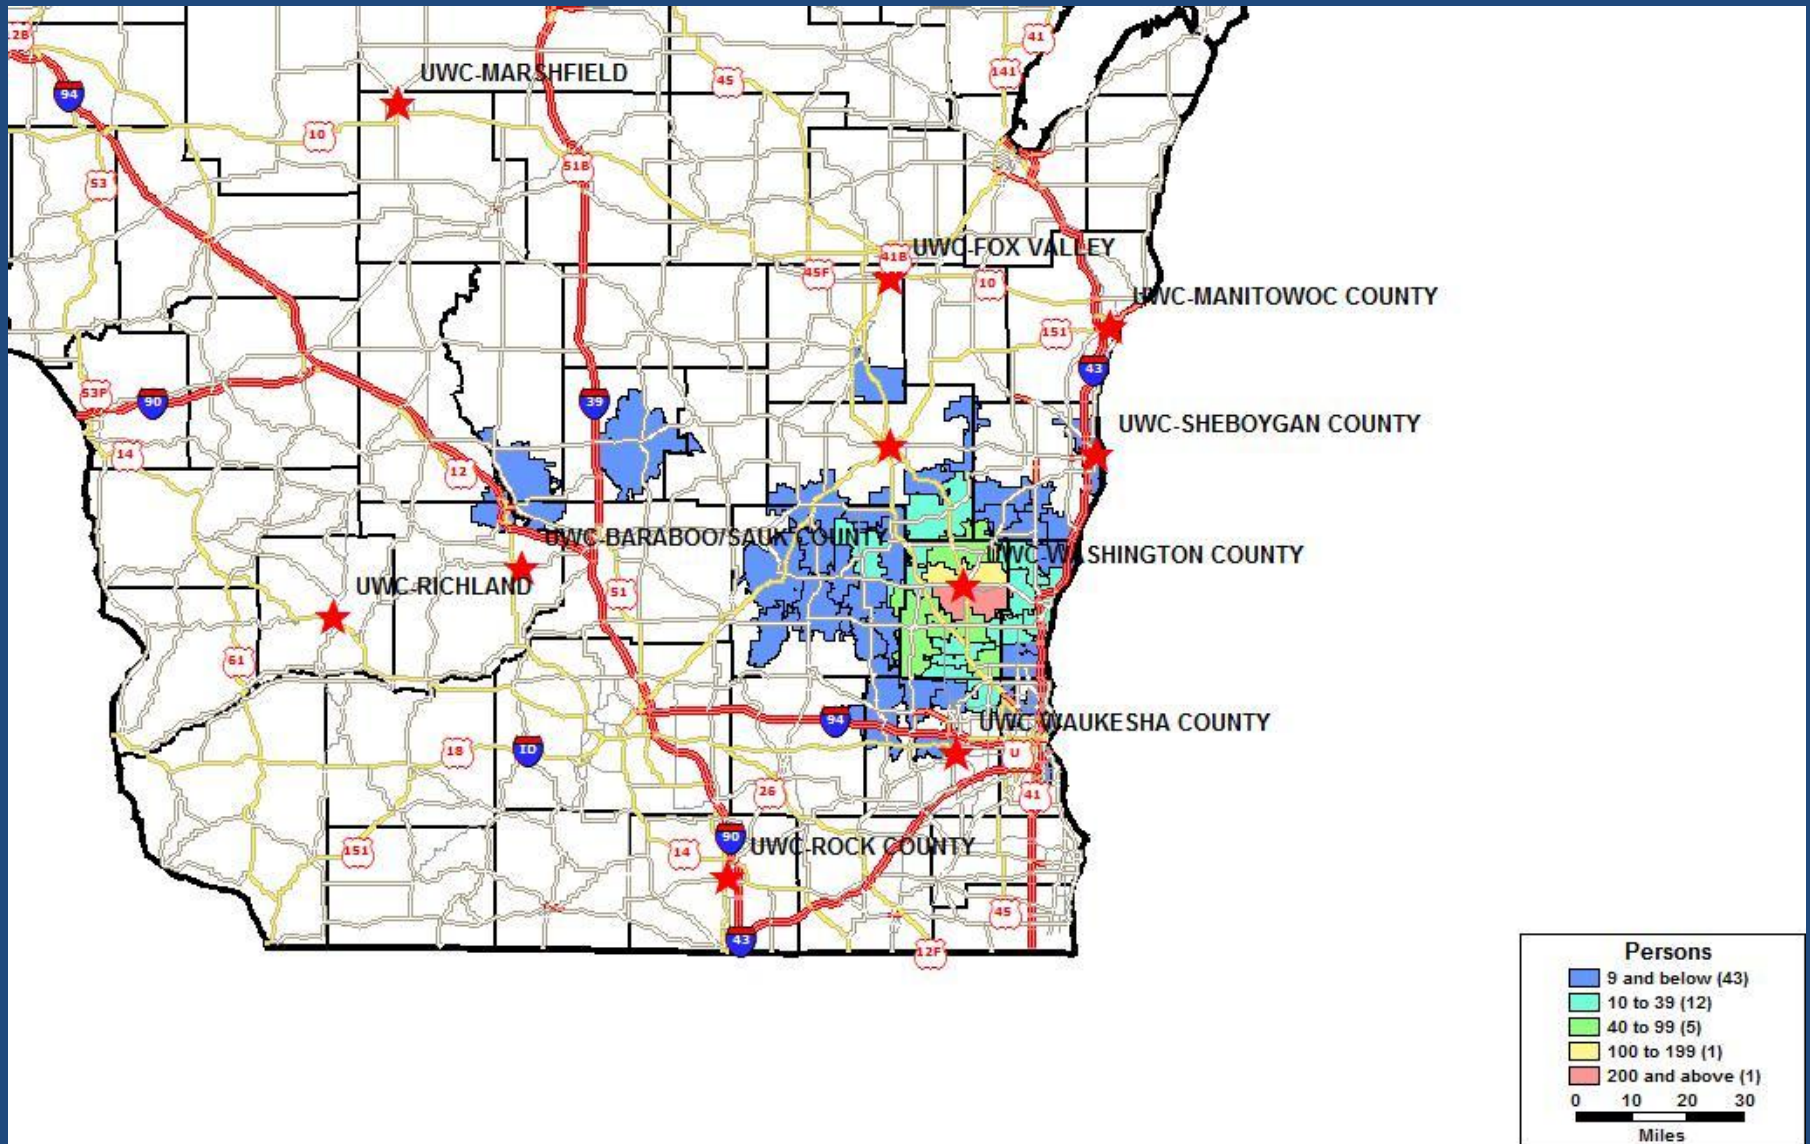 41
12B
141
UWC-MARSHFIELD
45
94
10
51B
53
UWC-FOX VALLEY
41B
45F
10
UWC-MANITOWOC COUNTY
151
43
53F
90
39
UWC-SHEBOYGAN COUNTY
14
12
UWC-BARABOO/SAUK COUNTY
UWC-WASHINGTON COUNTY
UWC-RICHLAND
51
61
94
UWC-WAUKESHA COUNTY
18
ID
U
26
41
90
UWC-ROCK COUNTY
151
14
45
43
12F
Persons
9 and below (43)
10 to 39 (12)
40 to 99 (5)
100 to 199 (1)
200 and above (1)
0 10 20 30
Miles